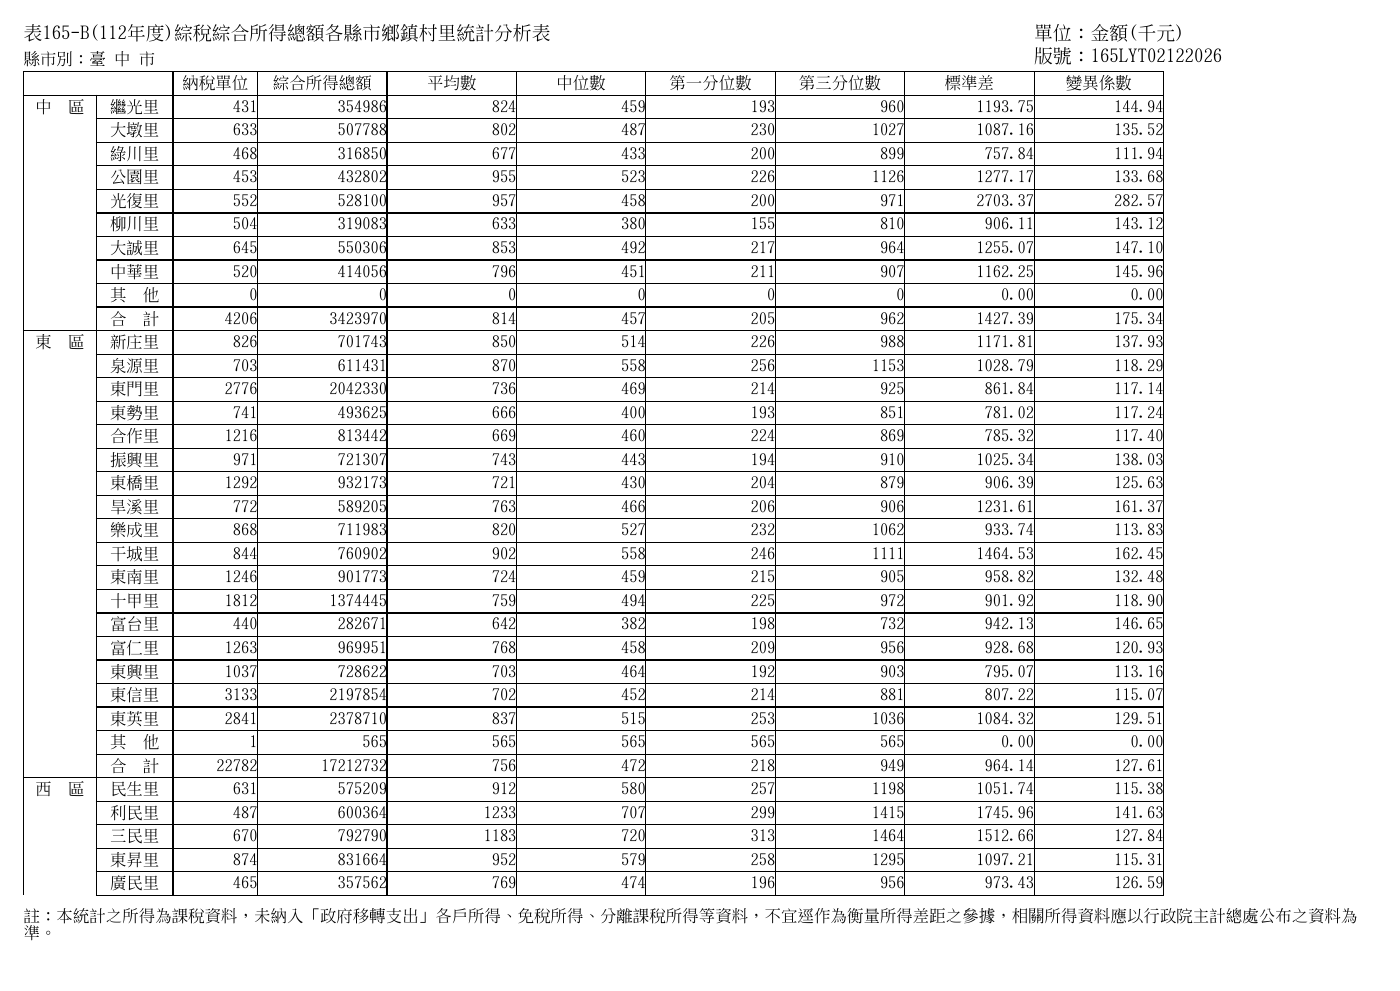 表165-B(112年度)綜稅綜合所得總額各縣市鄉鎮村里統計分析表 單位：金額(千元)
縣市別：臺 中 市 版號：165LYT02122026
納稅單位 綜合所得總額 平均數 中位數 第一分位數 第三分位數 標準差 變異係數
中 區 繼光里 431 354986 824 459 193 960 1193.75 144.94
大墩里 633 507788 802 487 230 1027 1087.16 135.52
綠川里 468 316850 677 433 200 899 757.84 111.94
公園里 453 432802 955 523 226 1126 1277.17 133.68
光復里 552 528100 957 458 200 971 2703.37 282.57
柳川里 504 319083 633 380 155 810 906.11 143.12
大誠里 645 550306 853 492 217 964 1255.07 147.10
中華里 520 414056 796 451 211 907 1162.25 145.96
其 他 0 0 0 0 0 0 0.00 0.00
合 計 4206 3423970 814 457 205 962 1427.39 175.34
東 區 新庄里 826 701743 850 514 226 988 1171.81 137.93
泉源里 703 611431 870 558 256 1153 1028.79 118.29
東門里 2776 2042330 736 469 214 925 861.84 117.14
東勢里 741 493625 666 400 193 851 781.02 117.24
合作里 1216 813442 669 460 224 869 785.32 117.40
振興里 971 721307 743 443 194 910 1025.34 138.03
東橋里 1292 932173 721 430 204 879 906.39 125.63
旱溪里 772 589205 763 466 206 906 1231.61 161.37
樂成里 868 711983 820 527 232 1062 933.74 113.83
干城里 844 760902 902 558 246 1111 1464.53 162.45
東南里 1246 901773 724 459 215 905 958.82 132.48
十甲里 1812 1374445 759 494 225 972 901.92 118.90
富台里 440 282671 642 382 198 732 942.13 146.65
富仁里 1263 969951 768 458 209 956 928.68 120.93
東興里 1037 728622 703 464 192 903 795.07 113.16
東信里 3133 2197854 702 452 214 881 807.22 115.07
東英里 2841 2378710 837 515 253 1036 1084.32 129.51
其 他 1 565 565 565 565 565 0.00 0.00
合 計 22782 17212732 756 472 218 949 964.14 127.61
西 區 民生里 631 575209 912 580 257 1198 1051.74 115.38
利民里 487 600364 1233 707 299 1415 1745.96 141.63
三民里 670 792790 1183 720 313 1464 1512.66 127.84
東昇里 874 831664 952 579 258 1295 1097.21 115.31
廣民里 465 357562 769 474 196 956 973.43 126.59
註：本統計之所得為課稅資料，未納入「政府移轉支出」各戶所得、免稅所得、分離課稅所得等資料，不宜逕作為衡量所得差距之參據，相關所得資料應以行政院主計總處公布之資料為
準。